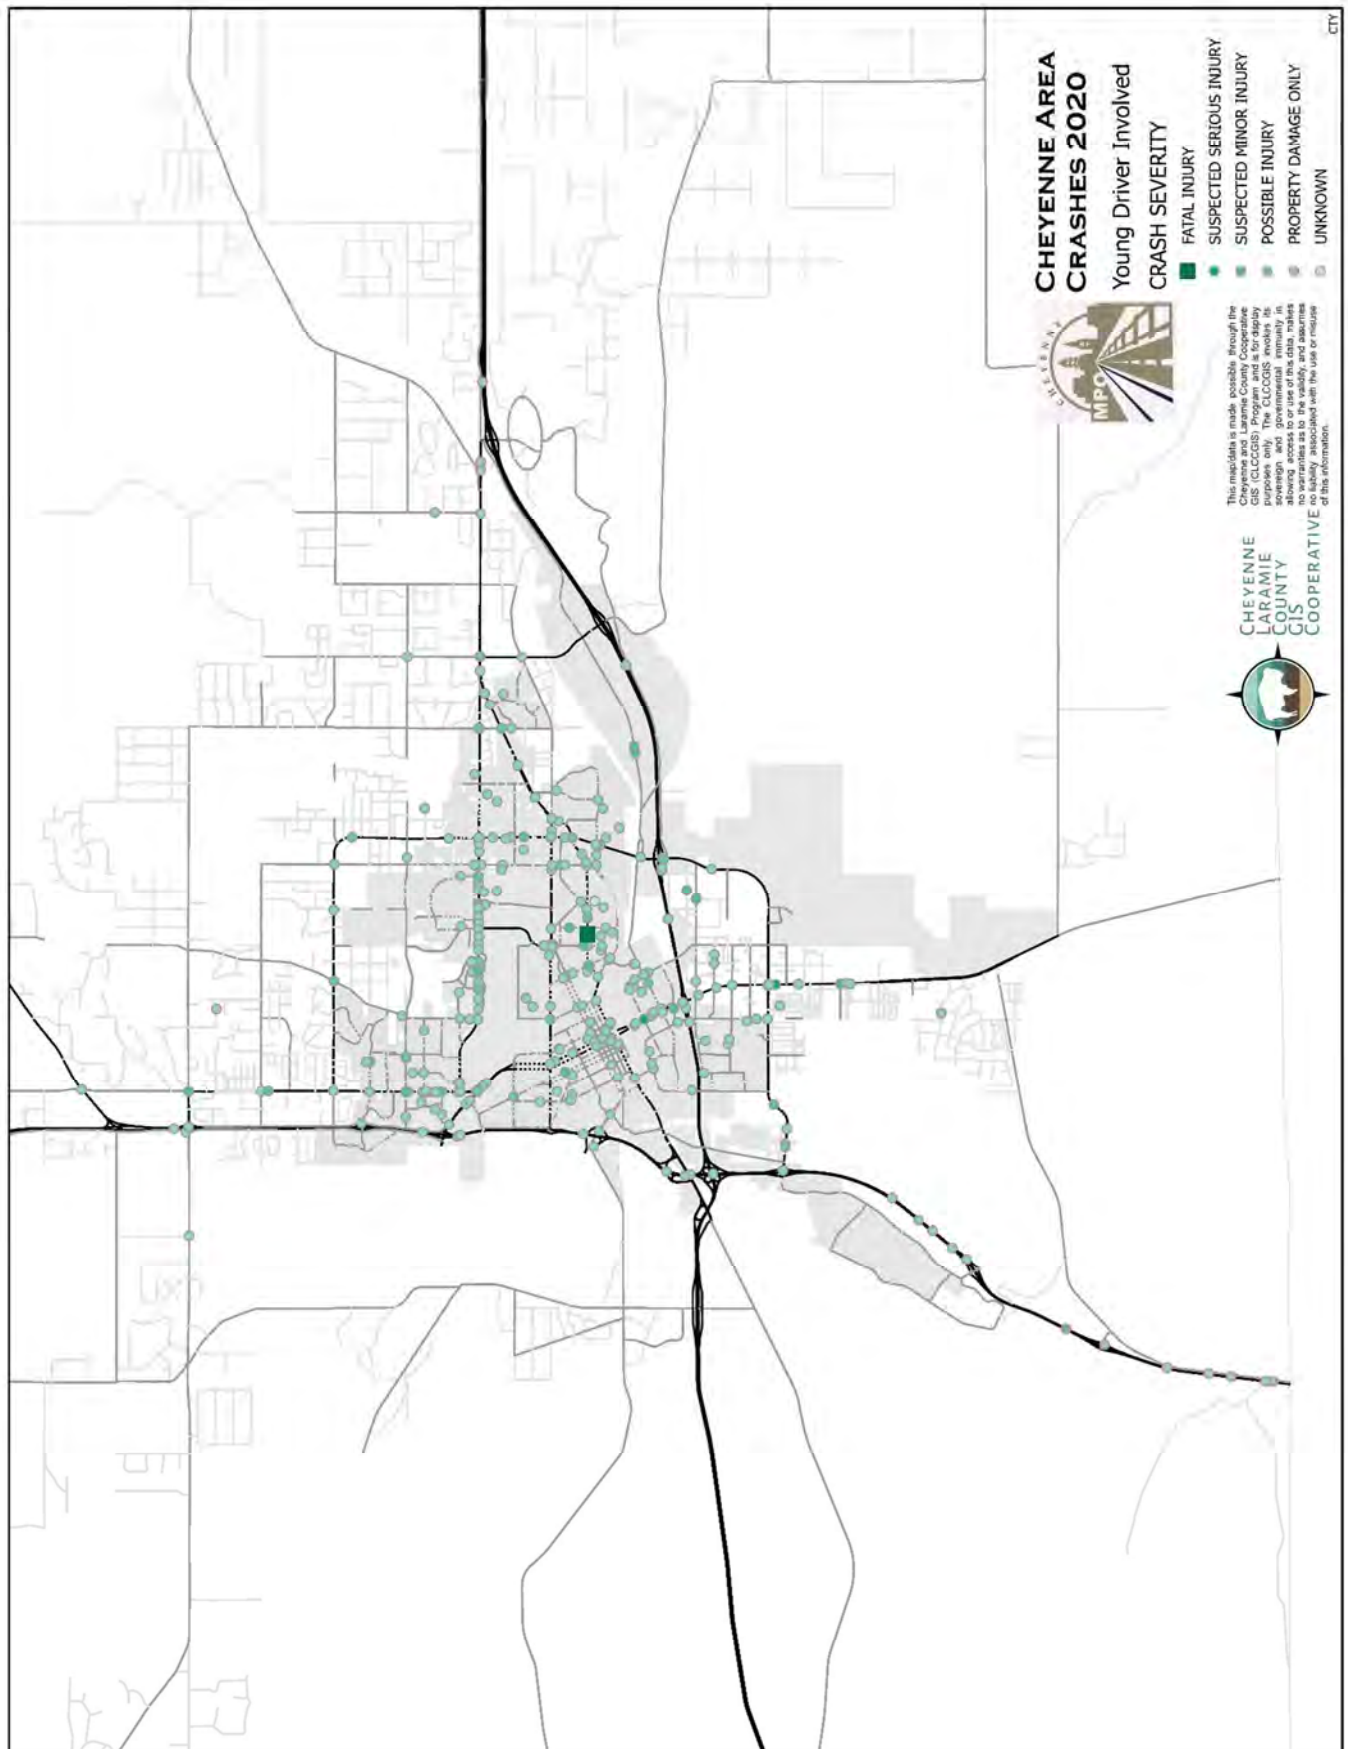 CHEYENNE AREA
CRASHES 2020
Young Driver Involved
CRASH SEVERITY
FATAL INJURY
SUSPECTED SERIOUS INJURY
SUSPECTED MINOR INJURY
POSSIBLE INJURY
PROPERTY DAMAGE ONLY
UNKNOWN
CHEYENNE
MPO
This map/data is made possible through the
Cheyenne and Laramie County Cooperative
GIS (CLCCGIS) Program and is for display
purposes only. The CLCCGIS invokes its
sovereign and governmental immunity in
allowing access to or use of this data, makes
no warranties as to the validity, and assumes
no liability associated with the use or misuse
of this information.
CHEYENNE
LARAMIE
COUNTY
GIS
COOPERATIVE
CTY